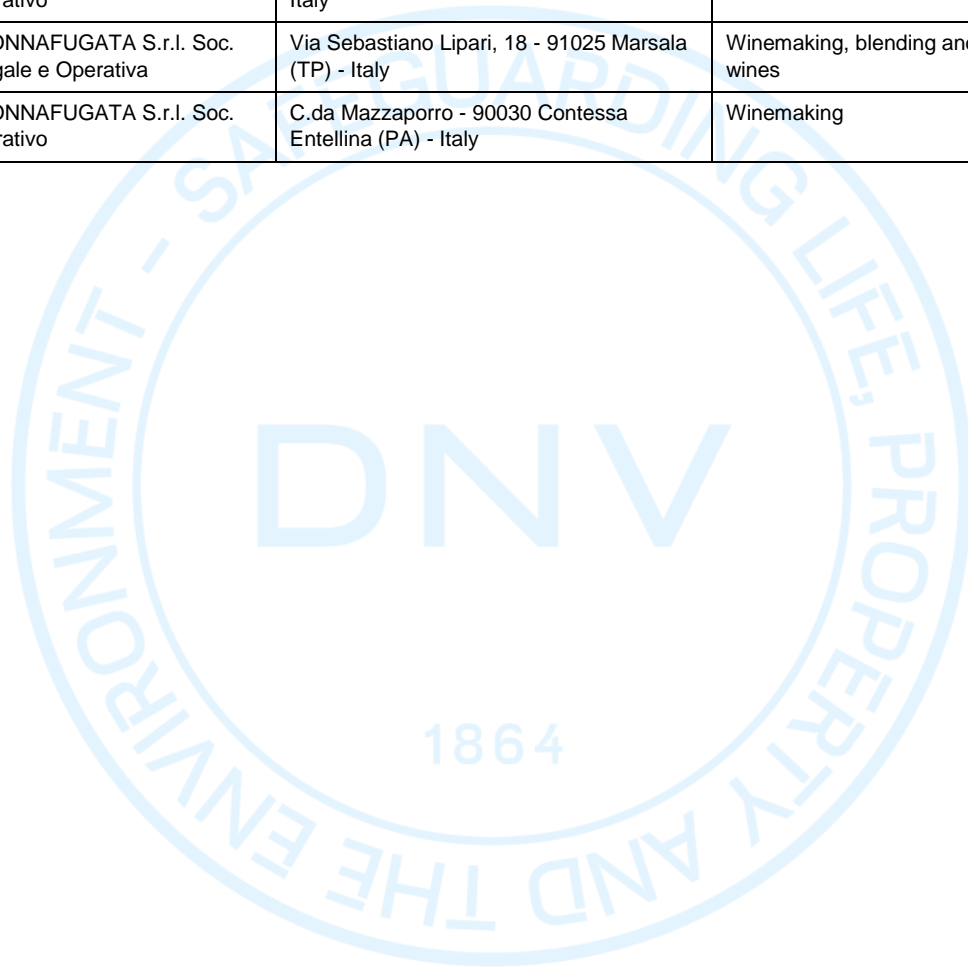 Italy
ONNAFUGATA S.r.l. Soc. Via Sebastiano Lipari, 18 - 91025 Marsala Winemaking, blending and
gale e Operativa (TP) - Italy wines
ONNAFUGATA S.r.l. Soc. C.da Mazzaporro - 90030 Contessa Winemaking
rativo Entellina (PA) - Italy
SAFEGUARDING LIFE, PROPERTY AND THE ENVIRONMENT -
DNV
1864